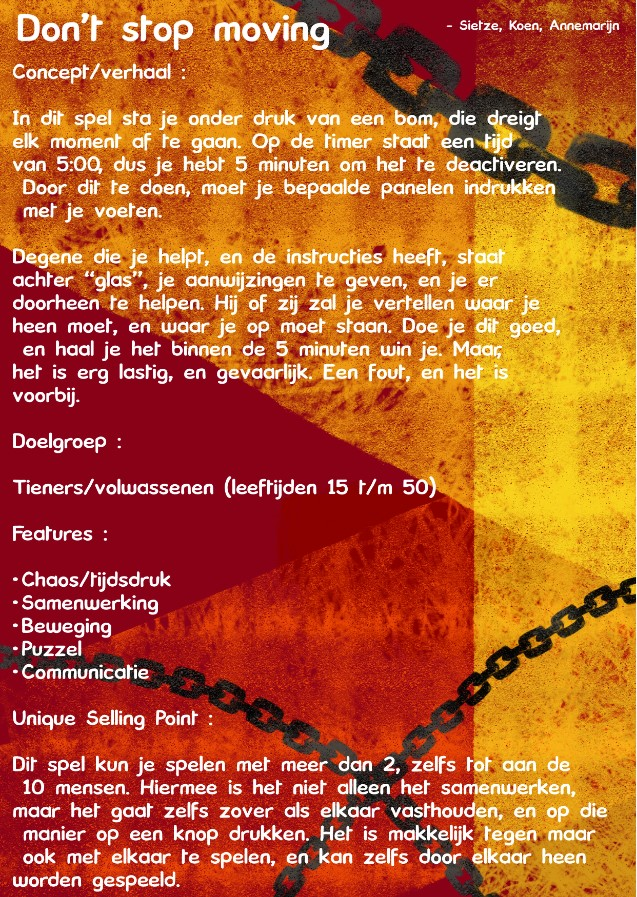 Don't stop moving
- Sietze, Koen, Annemarijn
Concept/verhaal :
In dit spel sta je onder druk van een bom, die dreigt
elk moment af te gaan. Op de timer staat een tijd
van 5:00, dus je hebt 5 minuten om het te deactiveren.
Door dit te doen, moet je bepaalde panelen indrukken
met je voeten.
Degene die je helpt, en de instructies heeft, staat
achter “glas”, je aanwijzingen te geven, en je er
doorheen te helpen. Hij of zij zal je vertellen waar je
heen moet, en waar je op moet staan. Doe je dit goed,
en haal je het binnen de 5 minuten win je. Maar,
het is erg lastig, en gevaarlijk. Een fout, en het is
voorbij.
Doelgroep :
Tieners/volwassenen (leeftijden 15 t/m 50)
Features :
• Chaos/tijdsdruk
• Samenwerking
• Beweging
• Puzzel
• Communicatie
Unique Selling Point :
Dit spel kun je spelen met meer dan 2, zelfs tot aan de
10 mensen. Hiermee is het niet alleen het samenwerken,
maar het gaat zelfs zover als elkaar vasthouden, en op die
manier op een knop drukken. Het is makkelijk tegen maar
ook met elkaar te spelen, en kan zelfs door elkaar heen
worden gespeeld.